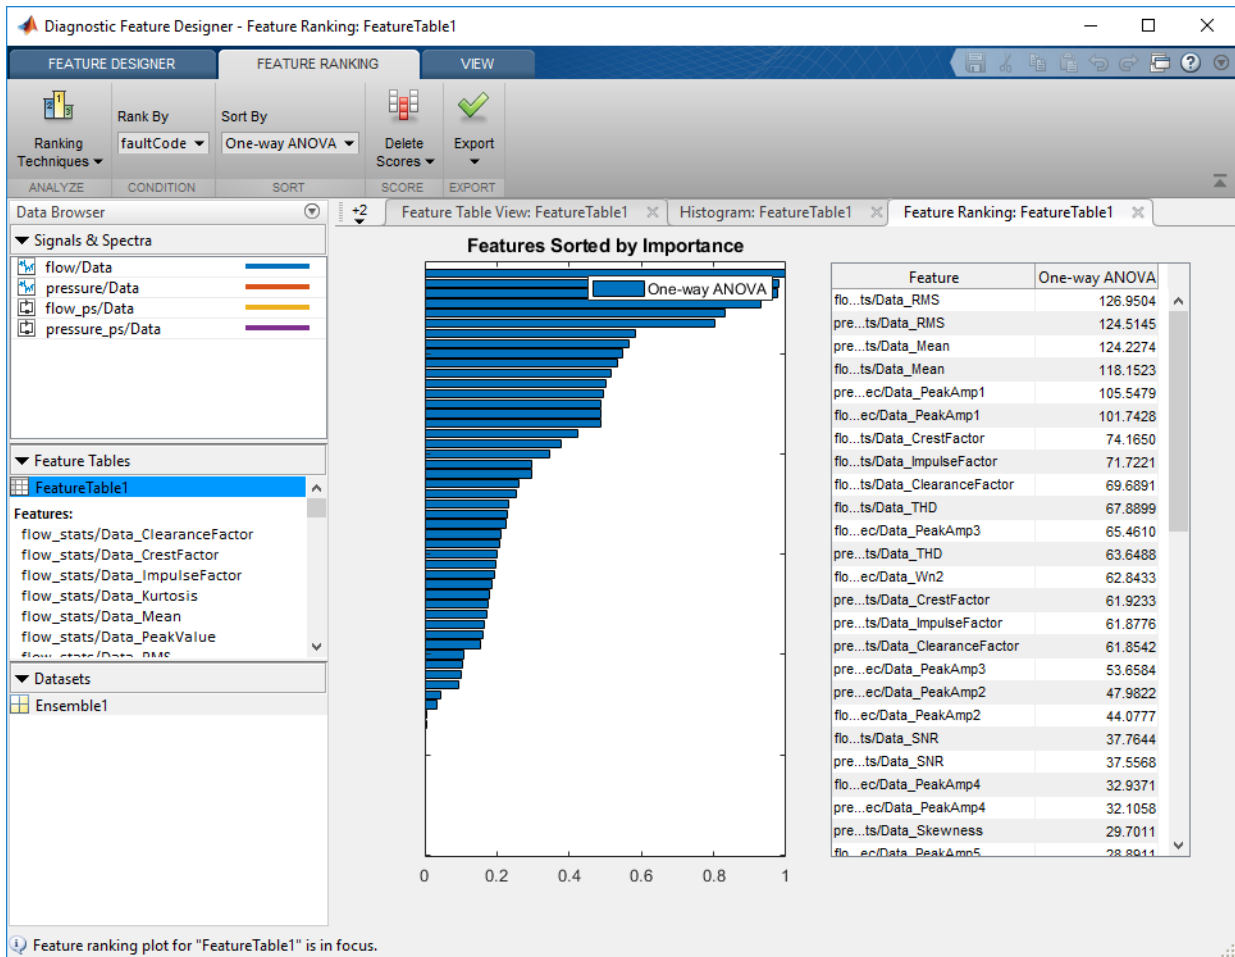 Diagnostic Feature Designer - Feature Ranking: FeatureTable1
FEATURE DESIGNER FEATURE RANKING VIEW
Rank By Sort By
faultCode One-way ANOVA
Ranking Techniques Delete Scores Export
ANALYZE CONDITION SORT SCORE EXPORT
Data Browser
Signals & Spectra
flow/Data
pressure/Data
flow_ps/Data
pressure_ps/Data
Feature Tables
FeatureTable1
Features:
flow_stats/Data_ClearanceFactor
flow_stats/Data_CrestFactor
flow_stats/Data_ImpulseFactor
flow_stats/Data_Kurtosis
flow_stats/Data_Mean
flow_stats/Data_PeakValue
flow_stats/Data_RMS
Datasets
Ensemble1
+2 Feature Table View: FeatureTable1 Histogram: FeatureTable1 Feature Ranking: FeatureTable1
Features Sorted by Importance
One-way ANOVA
0 0.2 0.4 0.6 0.8 1
Feature One-way ANOVA
flo...ts/Data_RMS 126.9504
pre...ts/Data_RMS 124.5145
pre...ts/Data_Mean 124.2274
flo...ts/Data_Mean 118.1523
pre...ec/Data_PeakAmp1 105.5479
flo...ec/Data_PeakAmp1 101.7428
flo...ts/Data_CrestFactor 74.1650
flo...ts/Data_ImpulseFactor 71.7221
flo...ts/Data_ClearanceFactor 69.6891
flo...ts/Data_THD 67.8899
flo...ec/Data_PeakAmp3 65.4610
pre...ts/Data_THD 63.6488
flo...ec/Data_Wn2 62.8433
pre...ts/Data_CrestFactor 61.9233
pre...ts/Data_ImpulseFactor 61.8776
pre...ts/Data_ClearanceFactor 61.8542
pre...ec/Data_PeakAmp3 53.6584
pre...ec/Data_PeakAmp2 47.9822
flo...ec/Data_PeakAmp2 44.0777
flo...ts/Data_SNR 37.7644
pre...ts/Data_SNR 37.5568
flo...ec/Data_PeakAmp4 32.9371
pre...ec/Data_PeakAmp4 32.1058
pre...ts/Data_Skewness 29.7011
flo...ec/Data_PeakAmp5 28.8911
Feature ranking plot for "FeatureTable1" is in focus.